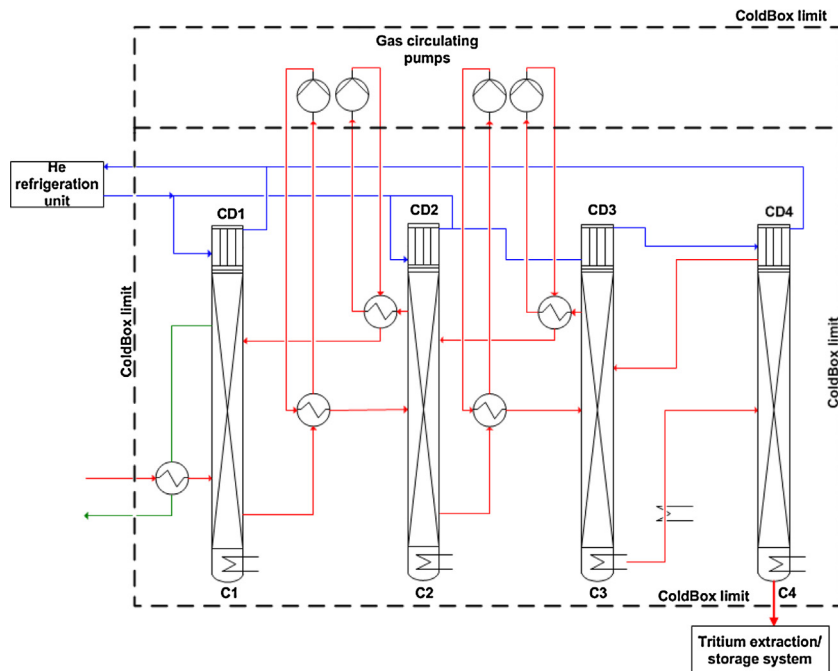 ColdBox limit
Gas circulating
pumps
He
refrigeration
unit
CD1
CD2
CD3
CD4
ColdBox limit
ColdBox limit
C1
C2
C3
ColdBox limit
C4
Tritium extraction/
storage system